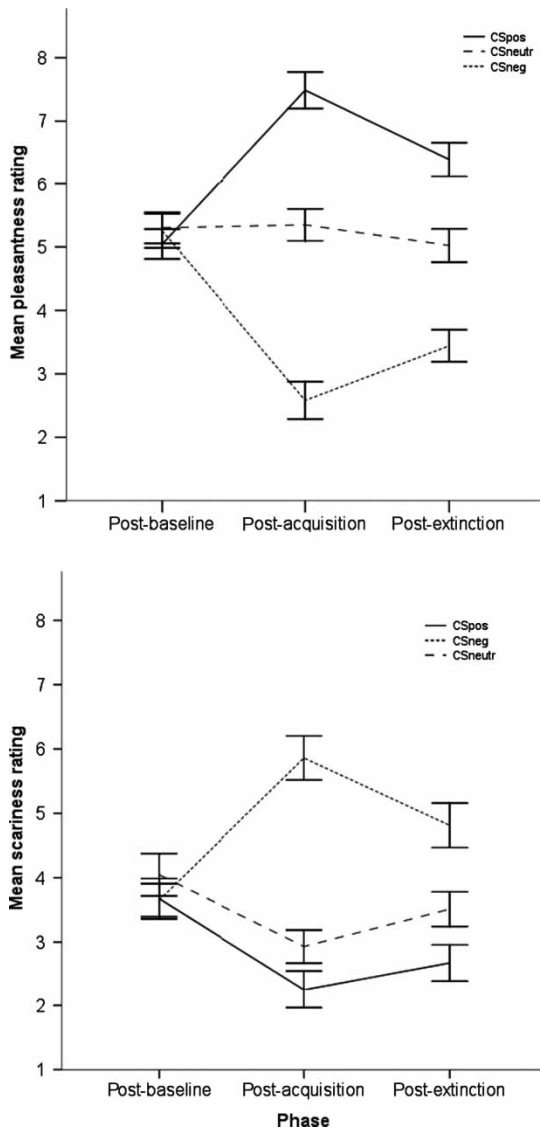 CSpos
CSneutr
CSneg
8
7
6
5
4
3
2
1
Mean pleasantness rating
Post-baseline Post-acquisition Post-extinction
CSpos
CSneg
CSneutr
8
7
6
5
4
3
2
1
Mean scariness rating
Post-baseline Post-acquisition Post-extinction
Phase